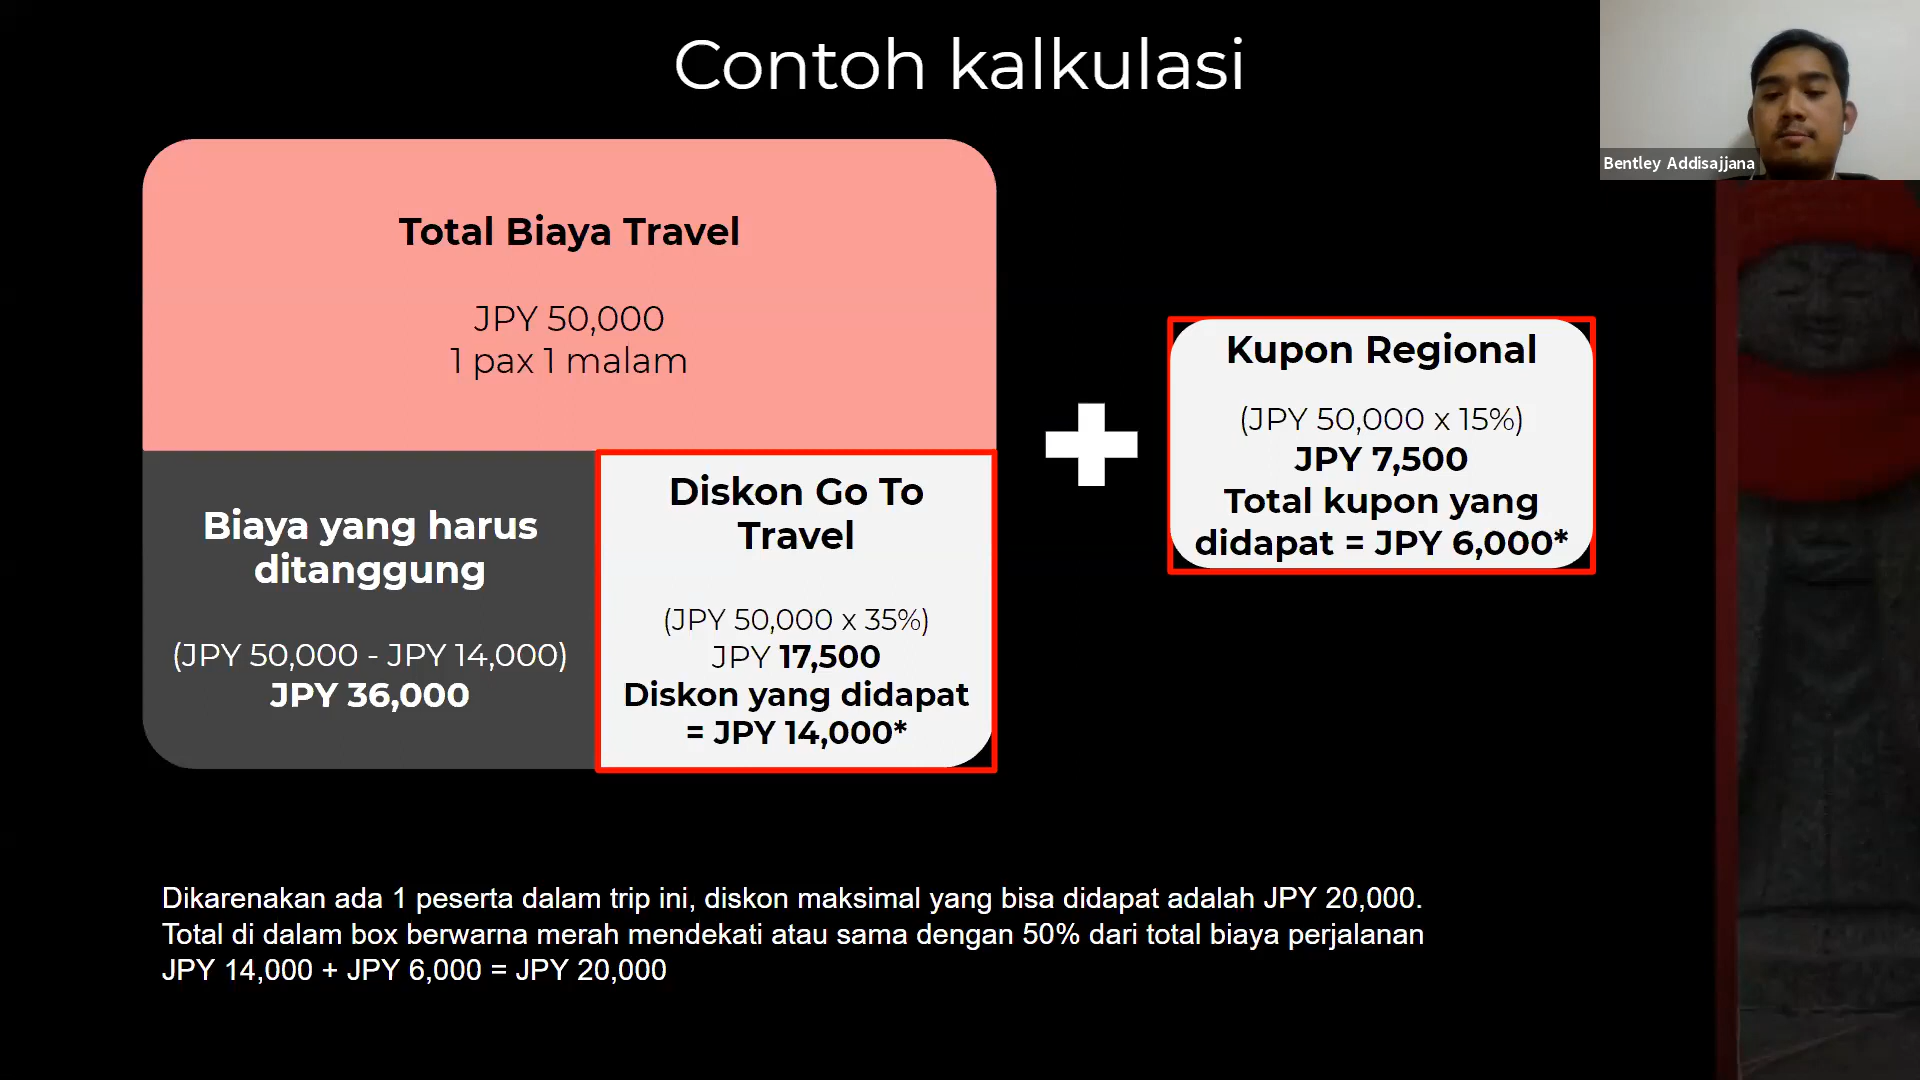 Contoh kalkulasi
Bentley Addisajjana
Total Biaya Travel
JPY 50,000
1 pax 1 malam
Biaya yang harus
ditanggung
(JPY 50,000 - JPY 14,000)
JPY 36,000
Diskon Go To
Travel
(JPY 50,000 x 35%)
JPY 17,500
Diskon yang didapat
= JPY 14,000*
Kupon Regional
(JPY 50,000 x 15%)
JPY 7,500
Total kupon yang
didapat = JPY 6,000*
Dikarenakan ada 1 peserta dalam trip ini, diskon maksimal yang bisa didapat adalah JPY 20,000.
Total di dalam box berwarna merah mendekati atau sama dengan 50% dari total biaya perjalanan
JPY 14,000 + JPY 6,000 = JPY 20,000